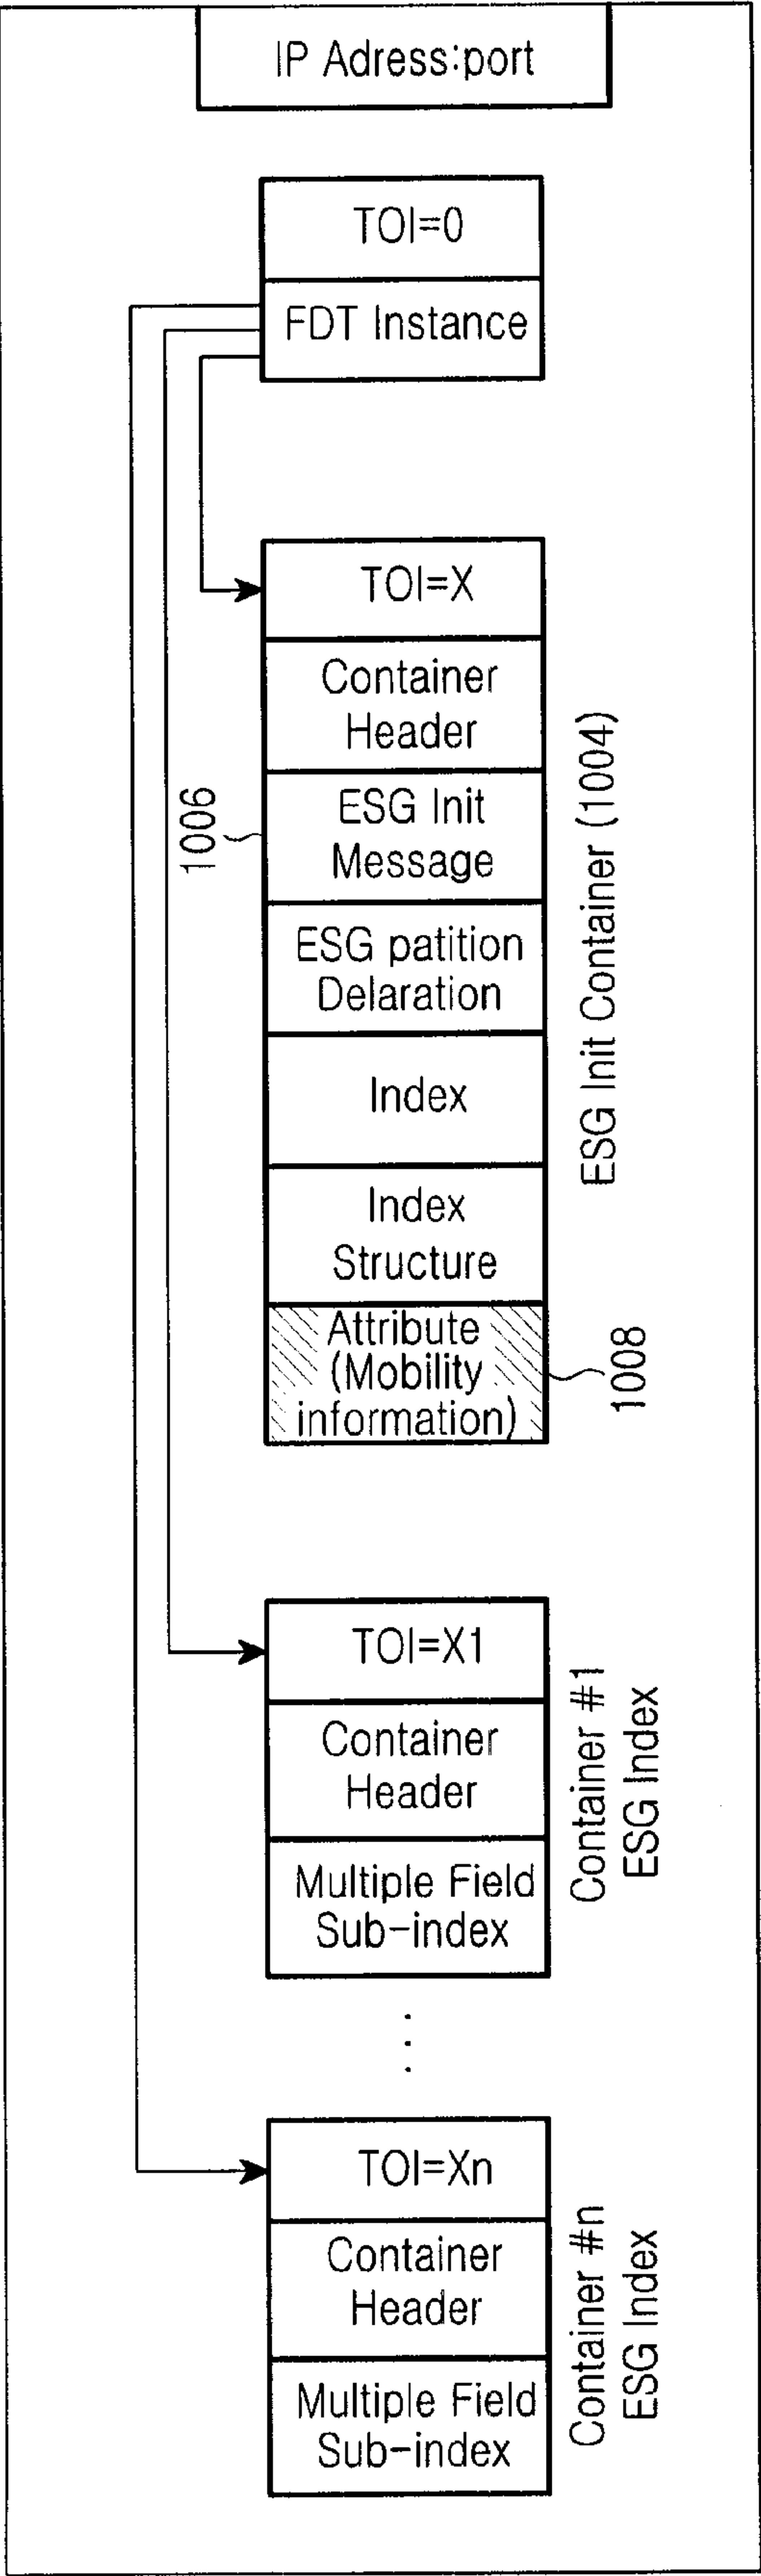 IP Adress:port
TOI=0
FDT Instance
TOI=X
Container
Header
1006
ESG Init
Message
ESG patition
Delaration
Index
Index
Structure
Attribute
(Mobility
information)
1008
ESG Init Container (1004)
TOI=X1
Container
Header
Multiple Field
Sub-index
Container #1
ESG Index
...
TOI=Xn
Container
Header
Multiple Field
Sub-index
Container #n
ESG Index